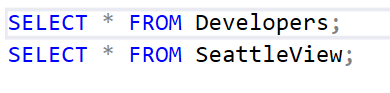 SELECT * FROM Developers;
SELECT * FROM SeattleView;